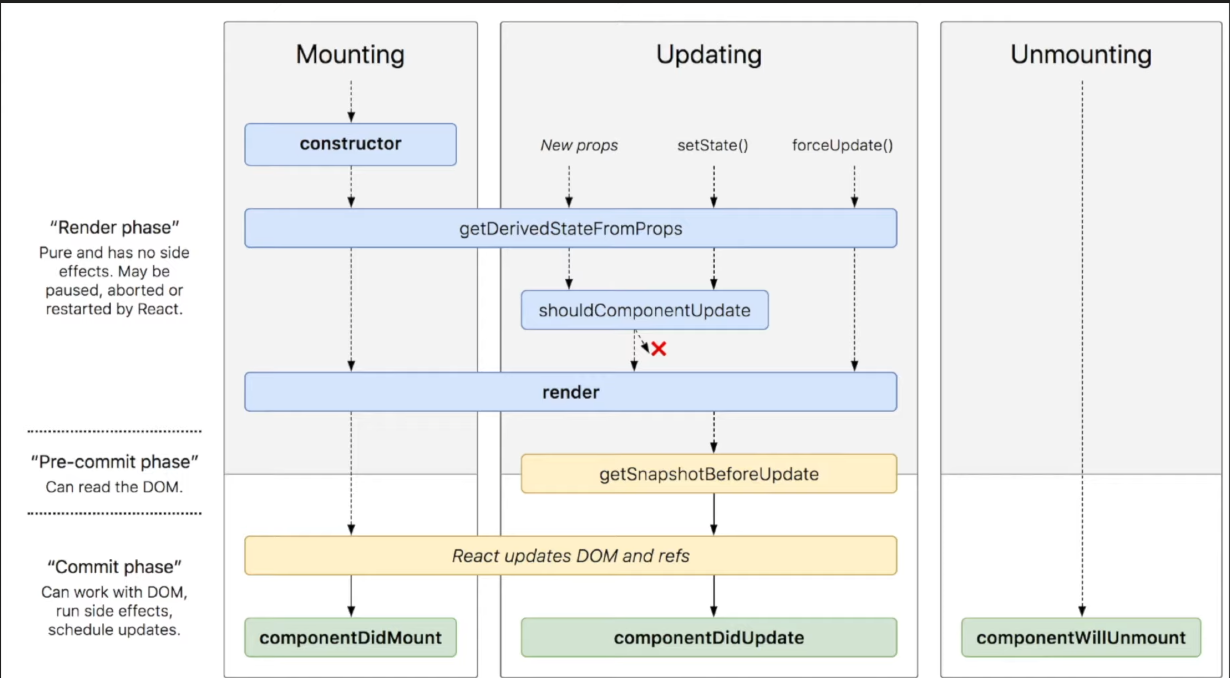 Mounting
Updating
Unmounting
constructor
New props
setState()
forceUpdate()
“Render phase”
Pure and has no side
effects. May be
paused, aborted or
restarted by React.
getDerivedStateFromProps
shouldComponentUpdate
render
“Pre-commit phase”
Can read the DOM.
getSnapshotBeforeUpdate
React updates DOM and refs
“Commit phase”
Can work with DOM,
run side effects,
schedule updates.
componentDidMount
componentDidUpdate
componentWillUnmount